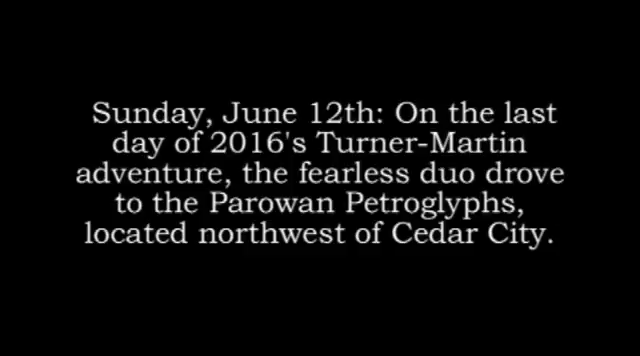 Sunday, June 12th: On the last
day of 2016's Turner-Martin
adventure, the fearless duo drove
to the Parowan Petroglyphs,
located northwest of Cedar City.